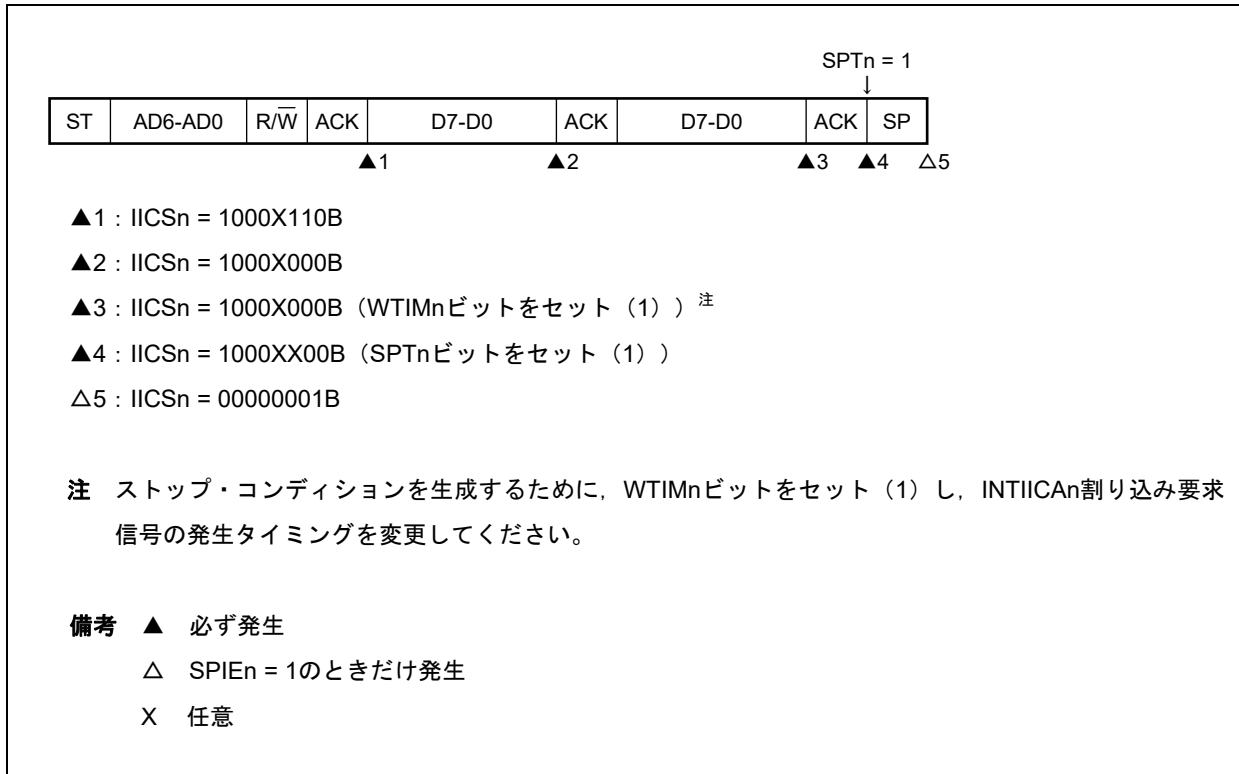 SPTn = 1
↓
ST AD6-AD0 R/W̅ ACK D7-D0 ACK D7-D0 ACK SP
▲1 ▲2 ▲3 ▲4 △5
▲1：IICSn = 1000X110B
▲2：IICSn = 1000X000B
▲3：IICSn = 1000X000B（WTIMnビットをセット（1））注
▲4：IICSn = 1000XX00B（SPTnビットをセット（1））
△5：IICSn = 00000001B
注 ストップ・コンディションを生成するために，WTIMnビットをセット（1）し，INTIICAn割り込み要求
信号の発生タイミングを変更してください。
備考 ▲ 必ず発生
△ SPIEn = 1のときだけ発生
X 任意